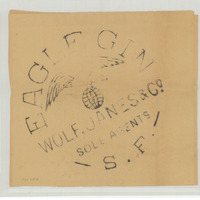 EAGLE GIN
WOLF, JANES & CO
SOLE AGENTS
S. F.